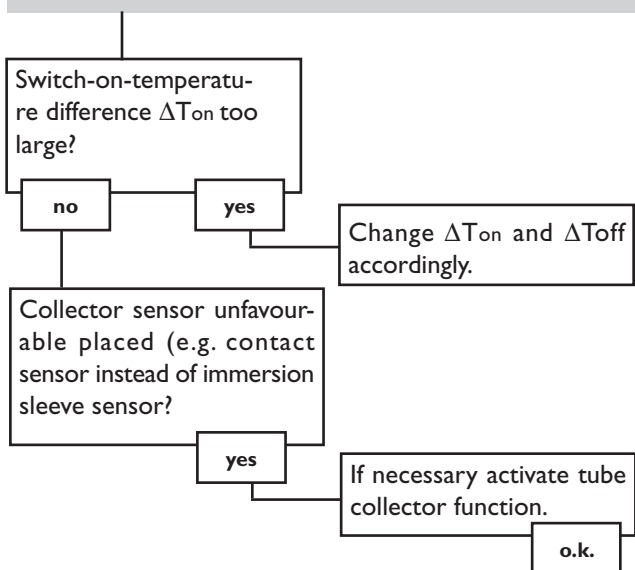 Switch-on-temperatu-
re difference ΔTon too
large?
no
yes
Change ΔTon and ΔToff
accordingly.
Collector sensor unfavour-
able placed (e.g. contact
sensor instead of immersion
sleeve sensor?
yes
If necessary activate tube
collector function.
o.k.